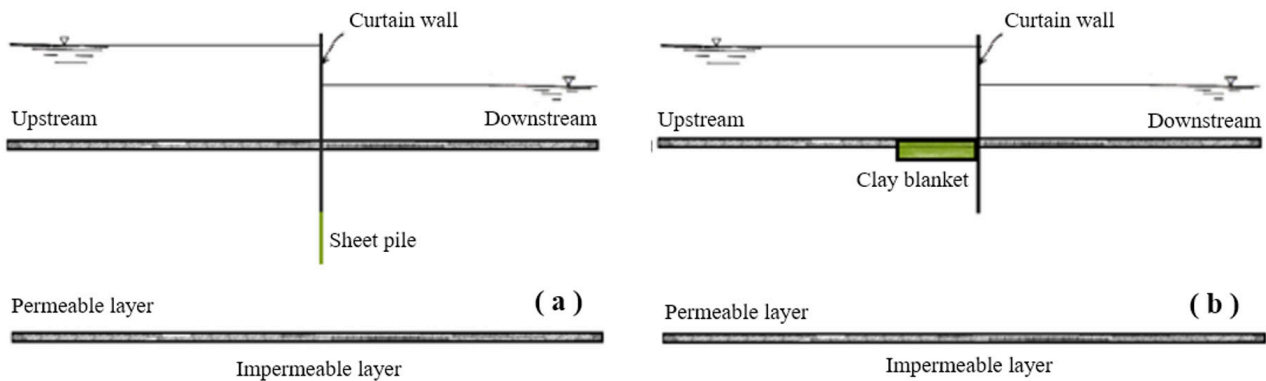 Curtain wall
Upstream
Downstream
Sheet pile
Permeable layer
( a )
Impermeable layer
Curtain wall
Upstream
Downstream
Clay blanket
Permeable layer
( b )
Impermeable layer